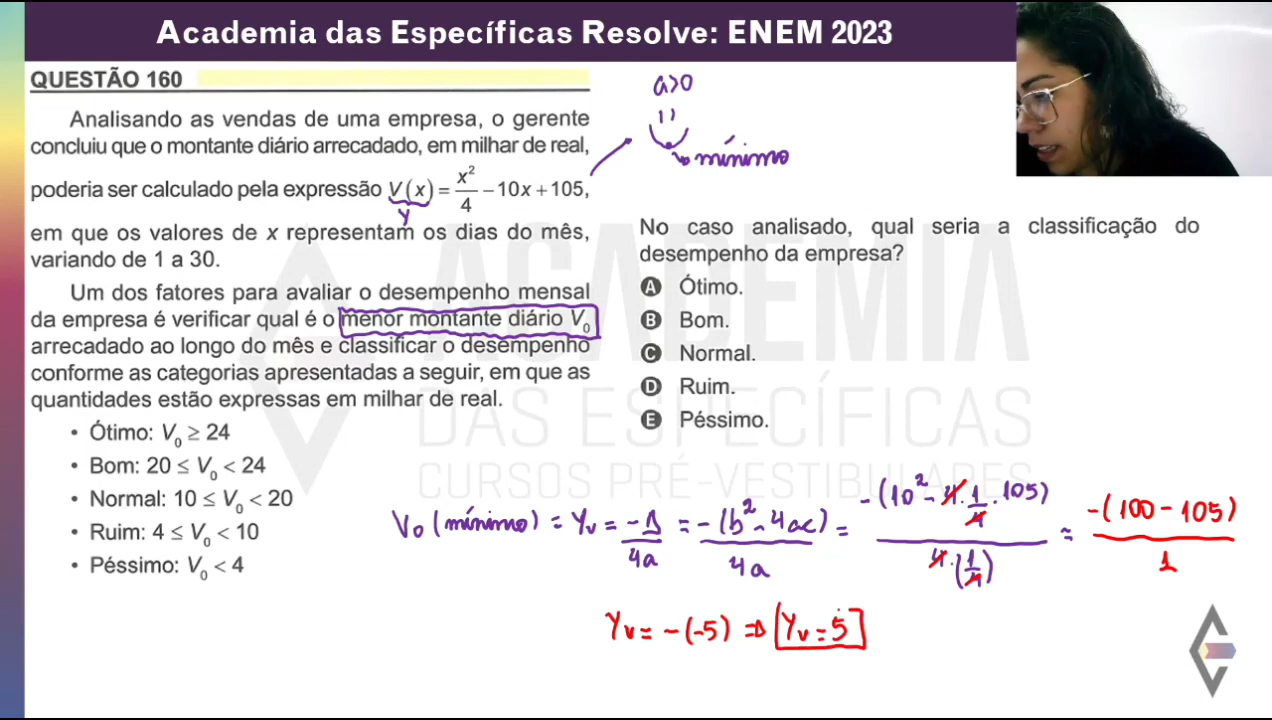 Academia das Específicas Resolve: ENEM 2023
QUESTÃO 160
Analisando as vendas de uma empresa, o gerente
concluiu que o montante diário arrecadado, em milhar de real,
poderia ser calculado pela expressão V(x) = x²/4 − 10x + 105,
y
em que os valores de x representam os dias do mês,
variando de 1 a 30.
Um dos fatores para avaliar o desempenho mensal
da empresa é verificar qual é o menor montante diário V₀
arrecadado ao longo do mês e classificar o desempenho
conforme as categorias apresentadas a seguir, em que as
quantidades estão expressas em milhar de real.
• Ótimo: V₀ ≥ 24
• Bom: 20 ≤ V₀ < 24
• Normal: 10 ≤ V₀ < 20
• Ruim: 4 ≤ V₀ < 10
• Péssimo: V₀ < 4
a>0
mínimo
No caso analisado, qual seria a classificação do
desempenho da empresa?
A Ótimo.
B Bom.
C Normal.
D Ruim.
E Péssimo.
V₀ (mínimo) = Yv = -Δ/4a = -(b² - 4ac)/4a = -(10² - 4·1/4·105)/4·(1/4) = -(100 - 105)/1
Yv = -(-5) ⇒ Yv = 5
ACADEMIA
DAS ESPECÍFICAS
CURSOS PRÉ-VESTIBULARES